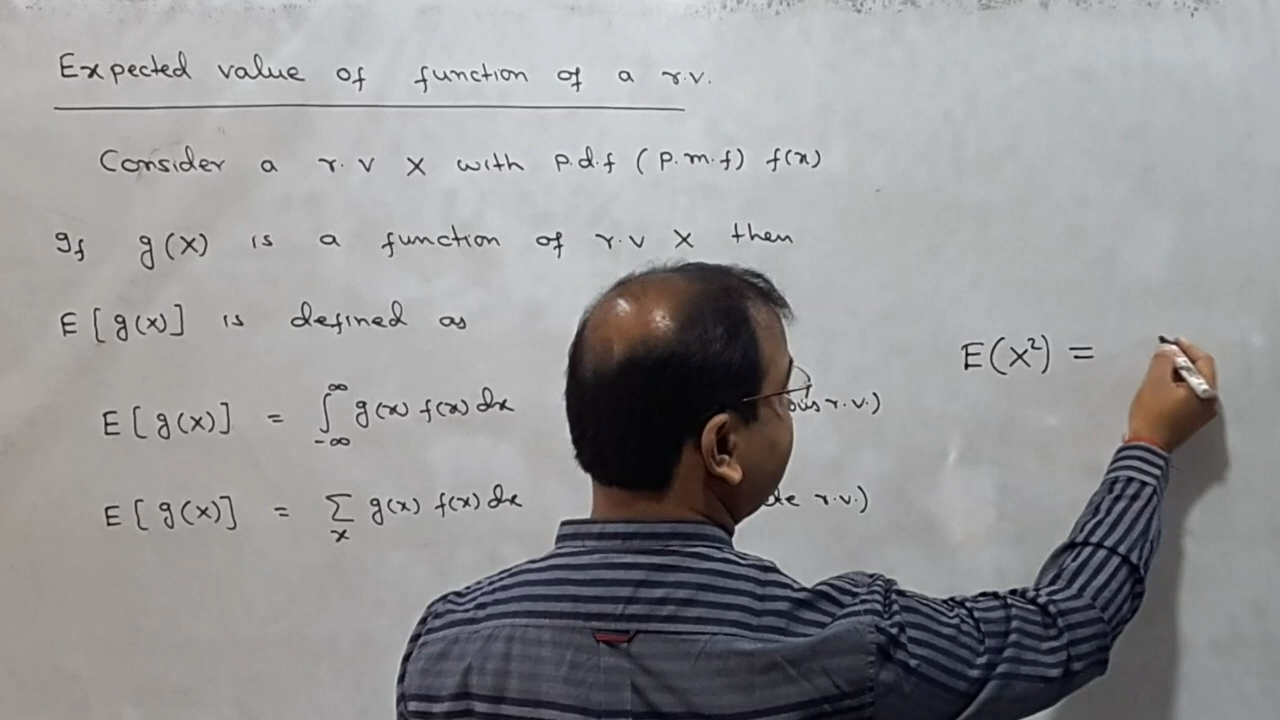 Expected value of function of a r.v.
Consider a r.v X with p.d.f (p.m.f) f(x)
If g(X) is a function of r.v X then
E[g(X)] is defined as
E[g(X)] = ∫_{-∞}^{∞} g(x) f(x) dx r.v.)
E[g(X)] = Σ_x g(x) f(x) dx r.v.)
E(X²) =